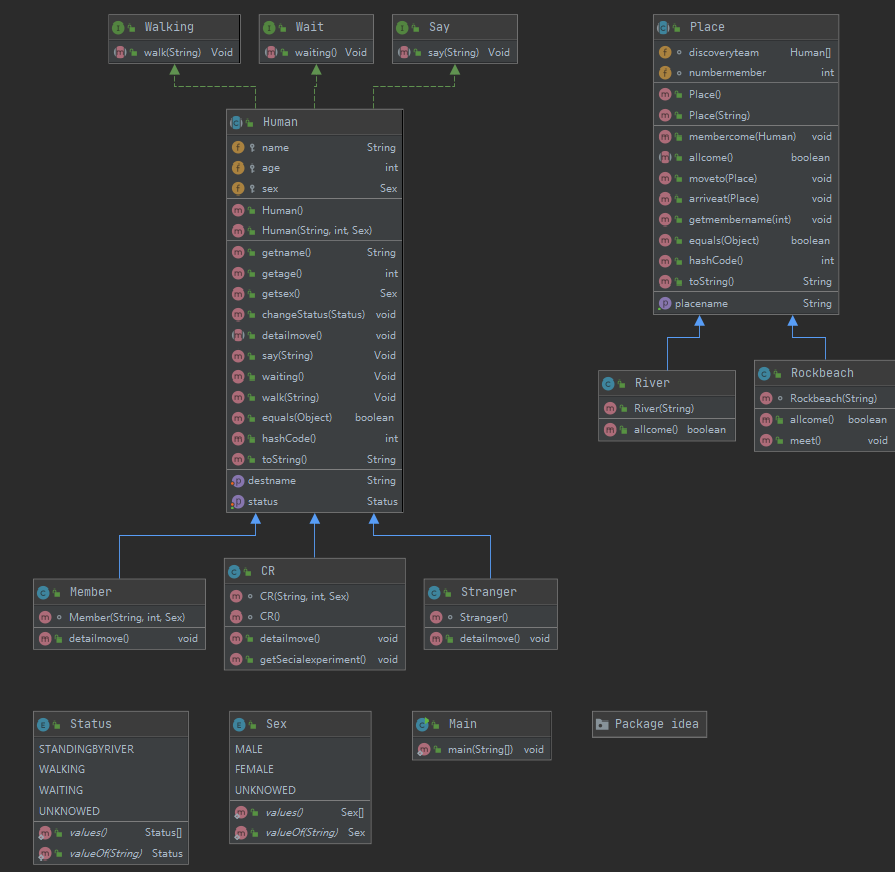 Walking
walk(String) Void
Wait
waiting() Void
Say
say(String) Void
Human
name String
age int
sex Sex
Human()
Human(String, int, Sex)
getname() String
getage() int
getsex() Sex
changeStatus(Status) void
detailmove() void
say(String) Void
waiting() Void
walk(String) Void
equals(Object) boolean
hashCode() int
toString() String
destname String
status Status
Place
discoveryteam Human[]
numbermember int
Place()
Place(String)
membercome(Human) void
allcome() boolean
moveto(Place) void
arriveat(Place) void
getmembername(int) void
equals(Object) boolean
hashCode() int
toString() String
placename String
River
River(String)
allcome() boolean
Rockbeach
Rockbeach(String)
allcome() boolean
meet() void
Member
Member(String, int, Sex)
detailmove() void
CR
CR(String, int, Sex)
CR()
detailmove() void
getSecialexperiment() void
Stranger
Stranger()
detailmove() void
Status
STANDINGBYRIVER
WALKING
WAITING
UNKNOWED
values() Status[]
valueOf(String) Status
Sex
MALE
FEMALE
UNKNOWED
values() Sex[]
valueOf(String) Sex
Main
main(String[]) void
Package idea